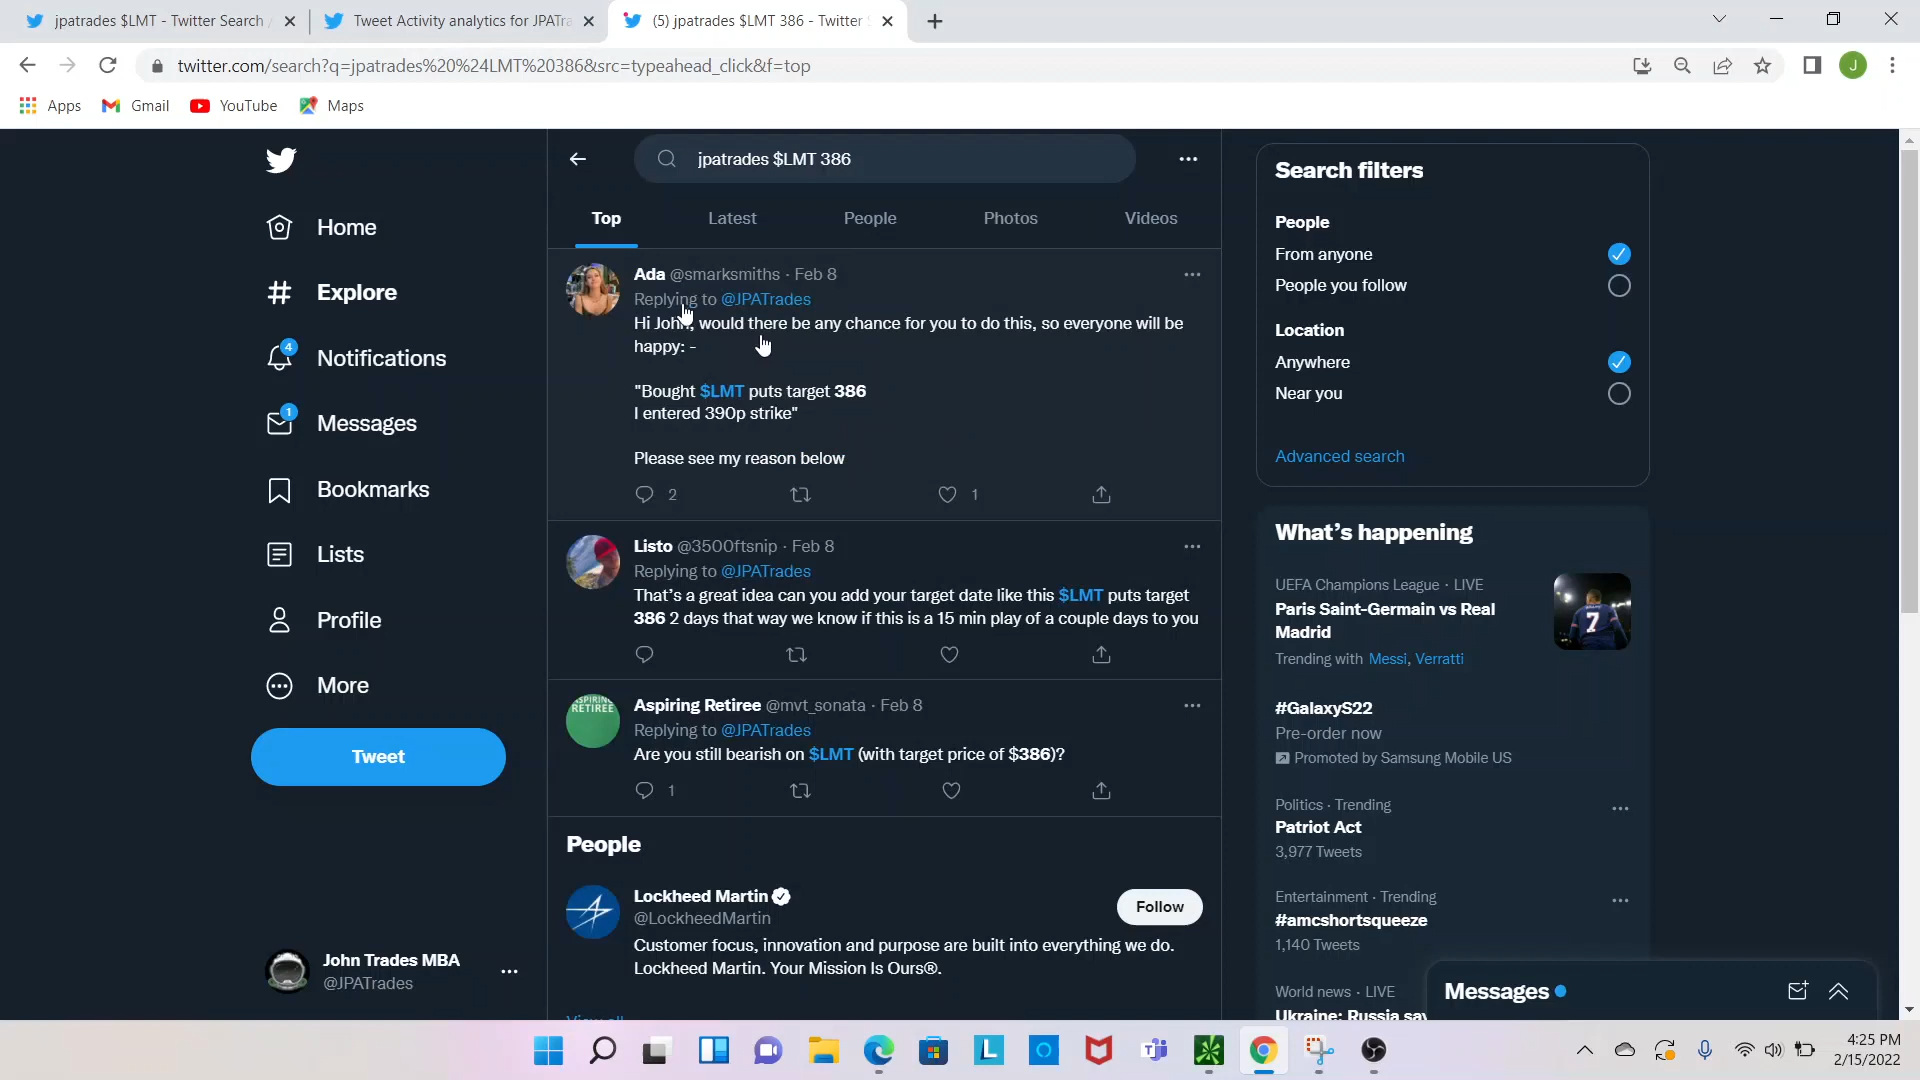 jpatrades $LMT - Twitter Search /
Tweet Activity analytics for JPATra
(5) jpatrades $LMT 386 - Twitter S
twitter.com/search?q=jpatrades%20%24LMT%20386&src=typeahead_click&f=top
J
Apps
Gmail
YouTube
Maps
Home
Explore
4
Notifications
1
Messages
Bookmarks
Lists
Profile
More
Tweet
John Trades MBA
@JPATrades
jpatrades $LMT 386
Top
Latest
People
Photos
Videos
Ada @smarksmiths · Feb 8
Replying to @JPATrades
Hi John, would there be any chance for you to do this, so everyone will be
happy: -
"Bought $LMT puts target 386
I entered 390p strike"
Please see my reason below
2
1
Listo @3500ftsnip · Feb 8
Replying to @JPATrades
That's a great idea can you add your target date like this $LMT puts target
386 2 days that way we know if this is a 15 min play of a couple days to you
ASPIRING
RETIREE
Aspiring Retiree @mvt_sonata · Feb 8
Replying to @JPATrades
Are you still bearish on $LMT (with target price of $386)?
1
People
Lockheed Martin
@LockheedMartin
Follow
Customer focus, innovation and purpose are built into everything we do.
Lockheed Martin. Your Mission Is Ours®.
View all
Search filters
People
From anyone
People you follow
Location
Anywhere
Near you
Advanced search
What's happening
UEFA Champions League · LIVE
Paris Saint-Germain vs Real
Madrid
Trending with Messi, Verratti
7
#GalaxyS22
Pre-order now
Promoted by Samsung Mobile US
Politics · Trending
Patriot Act
3,977 Tweets
Entertainment · Trending
#amcshortsqueeze
1,140 Tweets
World news · LIVE
Ukraine: Russia say
Messages
L
4:25 PM
2/15/2022